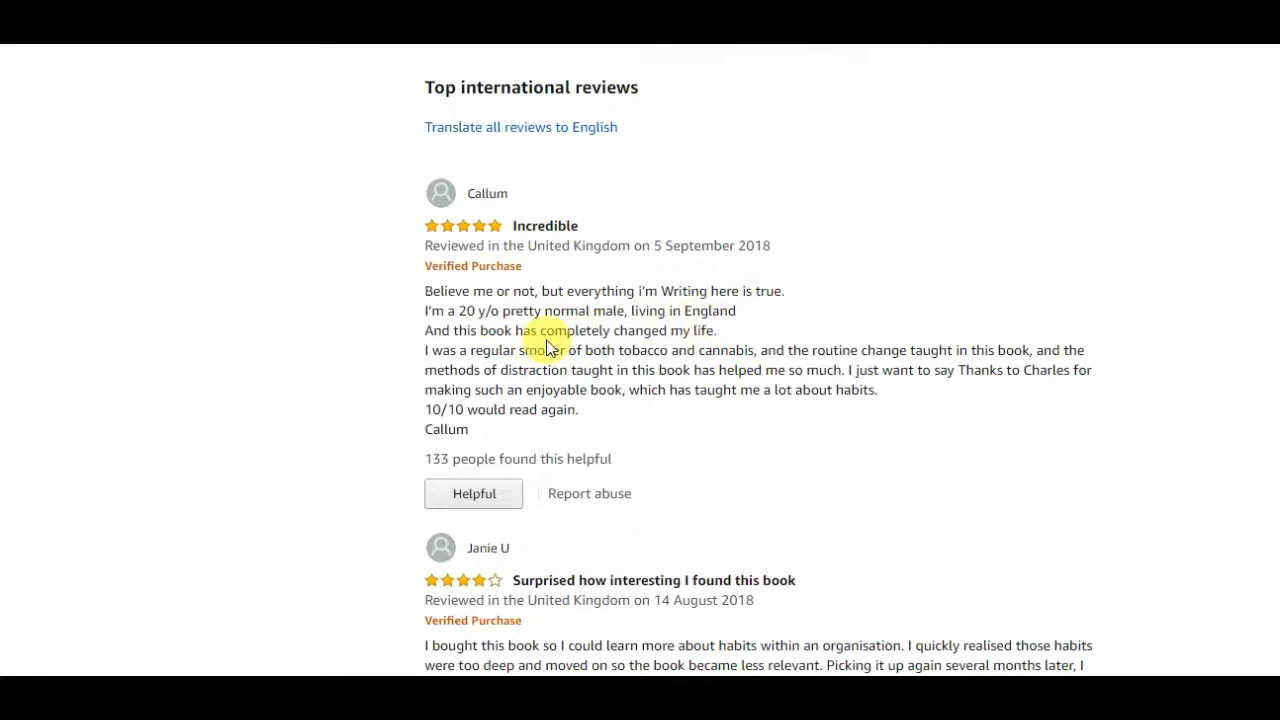 Top international reviews
Translate all reviews to English
Callum
Incredible
Reviewed in the United Kingdom on 5 September 2018
Verified Purchase
Believe me or not, but everything i'm Writing here is true.
I'm a 20 y/o pretty normal male, living in England
And this book has completely changed my life.
I was a regular smoker of both tobacco and cannabis, and the routine change taught in this book, and the
methods of distraction taught in this book has helped me so much. I just want to say Thanks to Charles for
making such an enjoyable book, which has taught me a lot about habits.
10/10 would read again.
Callum
133 people found this helpful
Helpful
Report abuse
Janie U
Surprised how interesting I found this book
Reviewed in the United Kingdom on 14 August 2018
Verified Purchase
I bought this book so I could learn more about habits within an organisation. I quickly realised those habits
were too deep and moved on so the book became less relevant. Picking it up again several months later, I